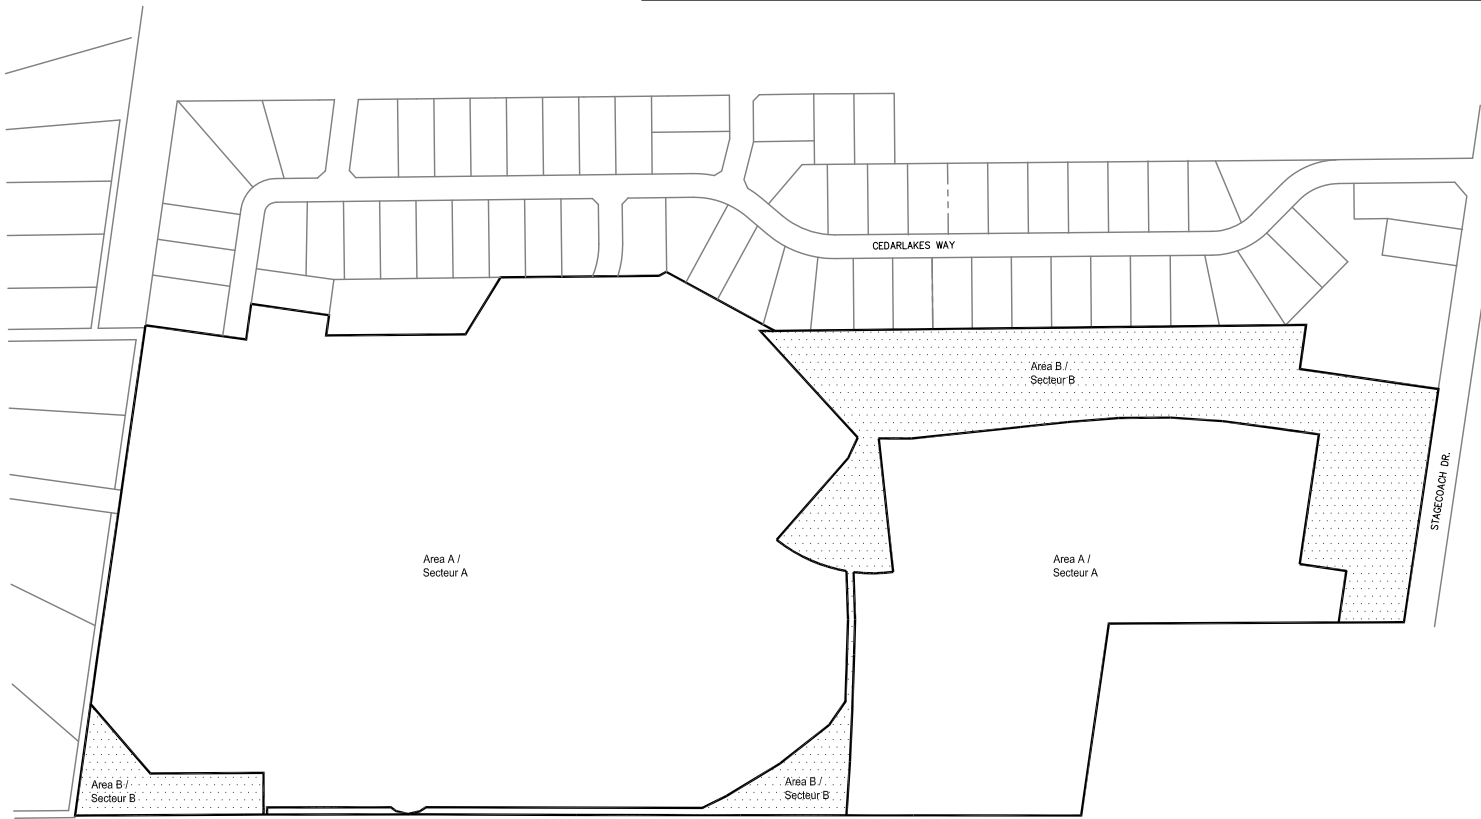 CEDARLAKES WAY
Area B /
Secteur B
STAGECOACH DR.
Area A /
Secteur A
Area A /
Secteur A
Area B /
Secteur B
Area B /
Secteur B